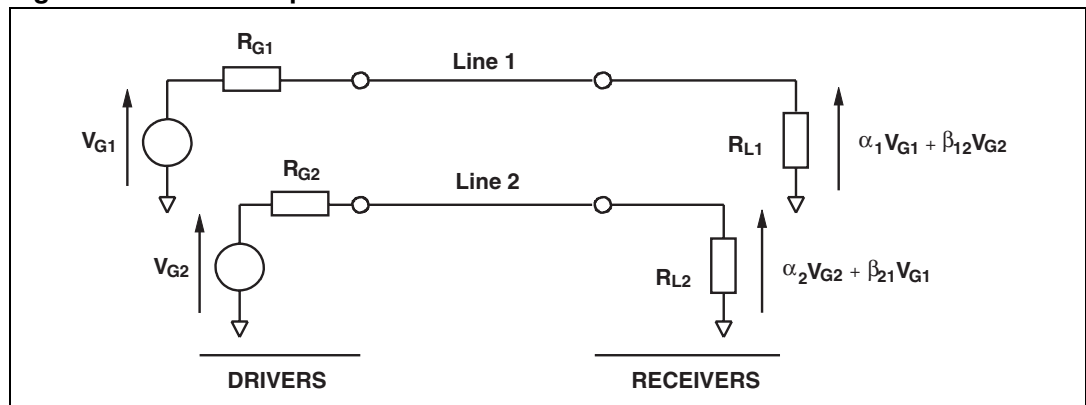 R_G1
Line 1
V_G1
R_L1
α_1V_G1 + β_12V_G2
R_G2
Line 2
V_G2
R_L2
α_2V_G2 + β_21V_G1
DRIVERS
RECEIVERS